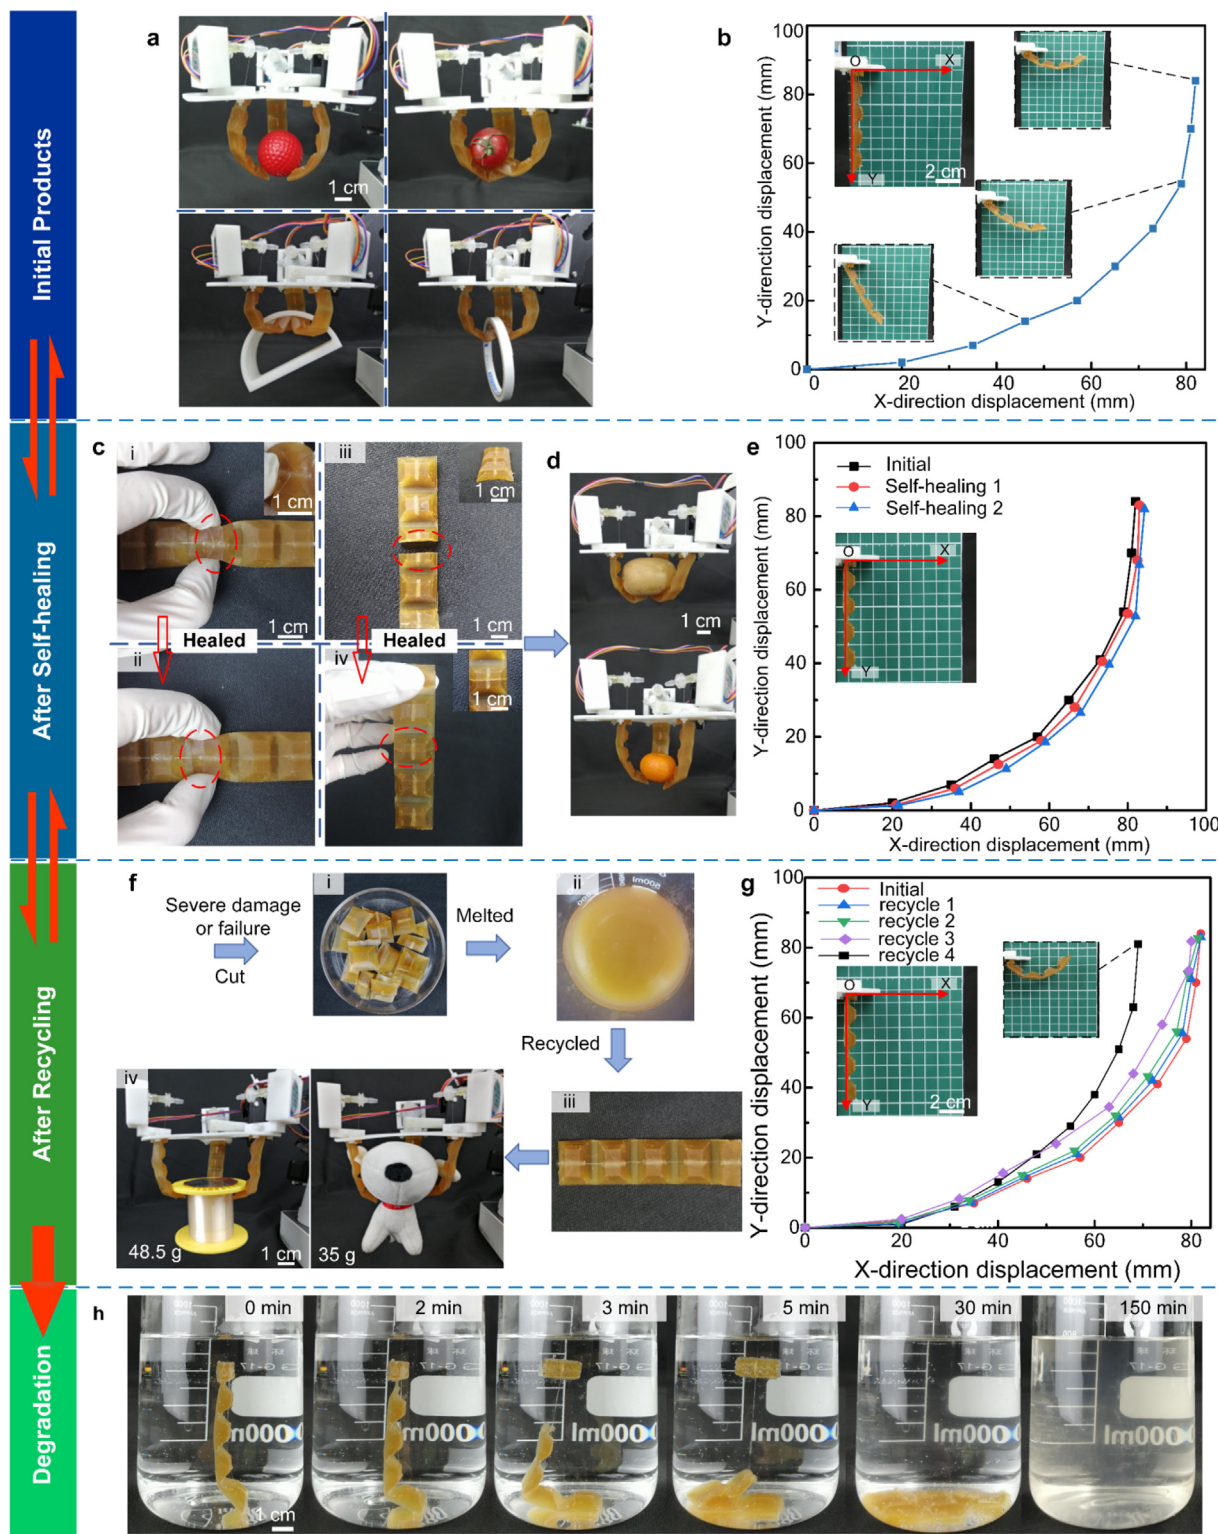 Initial Products
After Self-healing
After Recycling
Degradation
a
1 cm
b
Y-direnction displacement (mm)
100
80
60
40
20
0
O
X
Y
2 cm
0
20
40
60
80
X-direction displacement (mm)
c
i
1 cm
1 cm
iii
1 cm
1 cm
Healed
Healed
ii
1 cm
iv
1 cm
d
1 cm
e
Y-direction displacement (mm)
100
80
60
40
20
0
Initial
Self-healing 1
Self-healing 2
O
X
Y
0
20
40
60
80
100
X-direction displacement (mm)
f
Severe damage
or failure
Cut
i
Melted
ii
500ml
Recycled
iii
iv
48.5 g
1 cm
35 g
g
Y-direction displacement (mm)
100
80
60
40
20
0
Initial
recycle 1
recycle 2
recycle 3
recycle 4
O
X
Y
2 cm
0
20
40
60
80
X-direction displacement (mm)
h
0 min
2 min
3 min
5 min
30 min
150 min
G-17
1000ml
1 cm